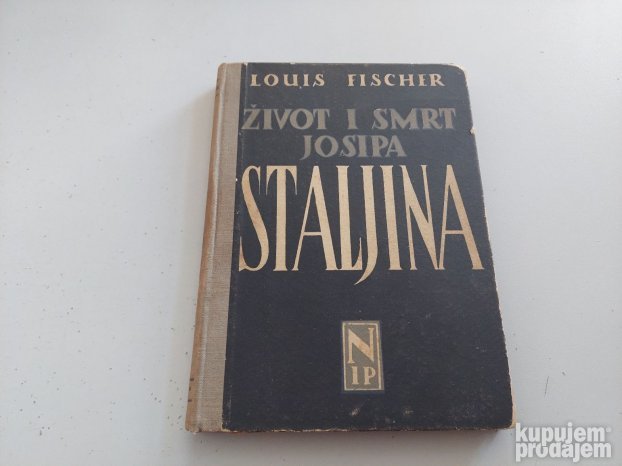 LOUIS FISCHER
ŽIVOT I SMRT
JOSIPA
STALJINA
N
IP
kupujem
prodajem